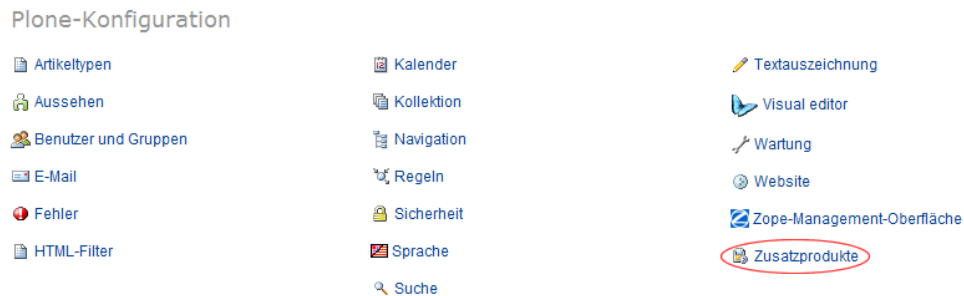 Plone-Konfiguration
Artikeltypen
Aussehen
Benutzer und Gruppen
E-Mail
Fehler
HTML-Filter
Kalender
Kollektion
Navigation
Regeln
Sicherheit
Sprache
Suche
Textauszeichnung
Visual editor
Wartung
Website
Zope-Management-Oberfläche
Zusatzprodukte